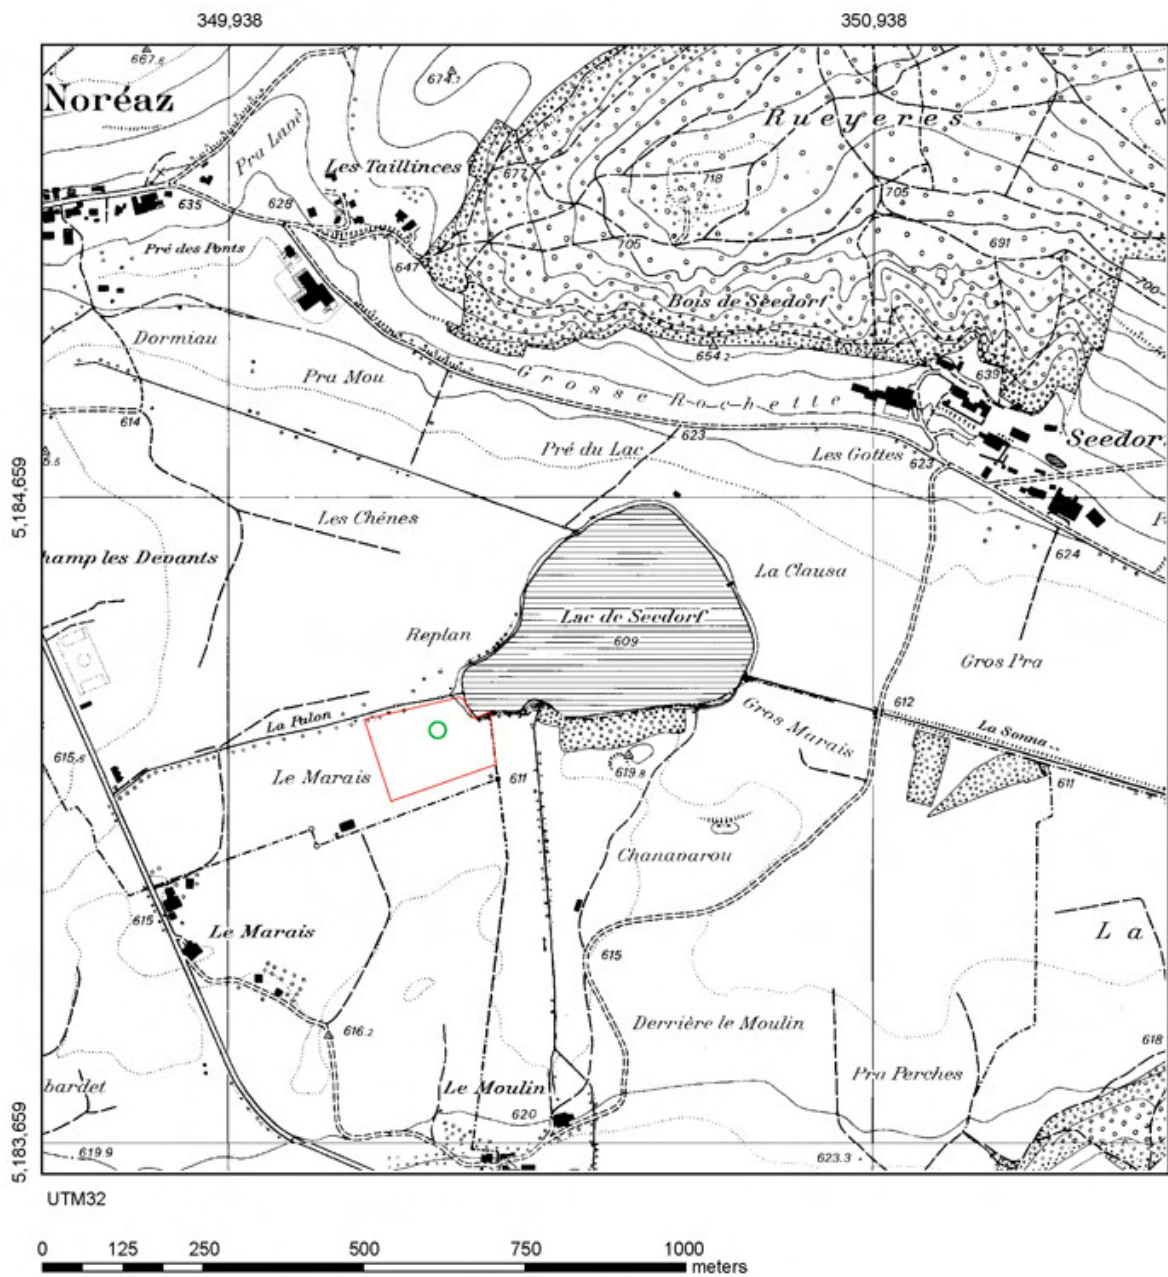 349,938 350,938
667.6
674.7
Noréaz
Rueyeres
Pra Lané
Les Taillinces
677
718
705
635
628
705
691
Pré des Ponts
647
700
Bois de Seedorf
Dormiau
654.2
639
Pra Mou
Grosse Rochette
614
623
Seedor
Pré du Lac
Les Gottes
623
5,184,659
Les Chênes
624
hamp les Devants
La Clausa
Lac de Seedorf
609
Replan
Gros Pra
La Palon
612
Gros Marais
La Sonna
615.6
Le Marais
611
619.8
611
Chanavarou
615
Le Marais
La
615
616.2
Derrière le Moulin
618
bardet
Le Moulin
Pra Perches
620
5,183,659
619.9
623.3
UTM32
0 125 250 500 750 1000
meters